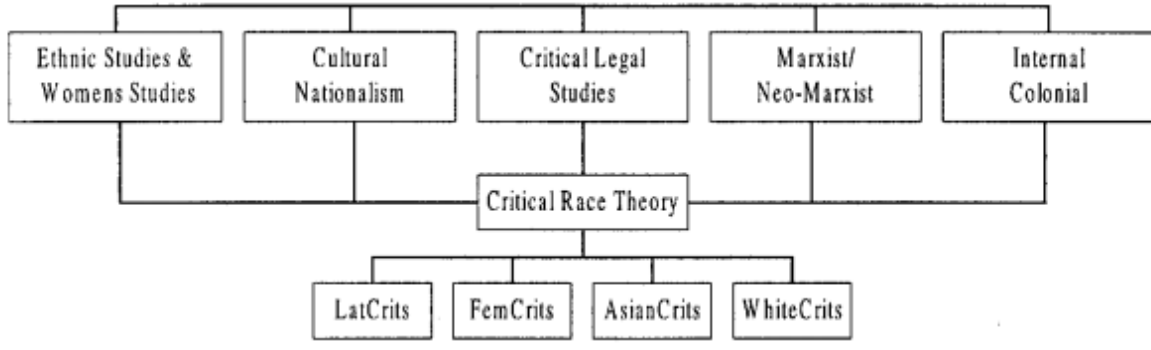 Ethnic Studies &
Womens Studies
Cultural
Nationalism
Critical Legal
Studies
Marxist/
Neo-Marxist
Internal
Colonial
Critical Race Theory
LatCrits
FemCrits
AsianCrits
WhiteCrits